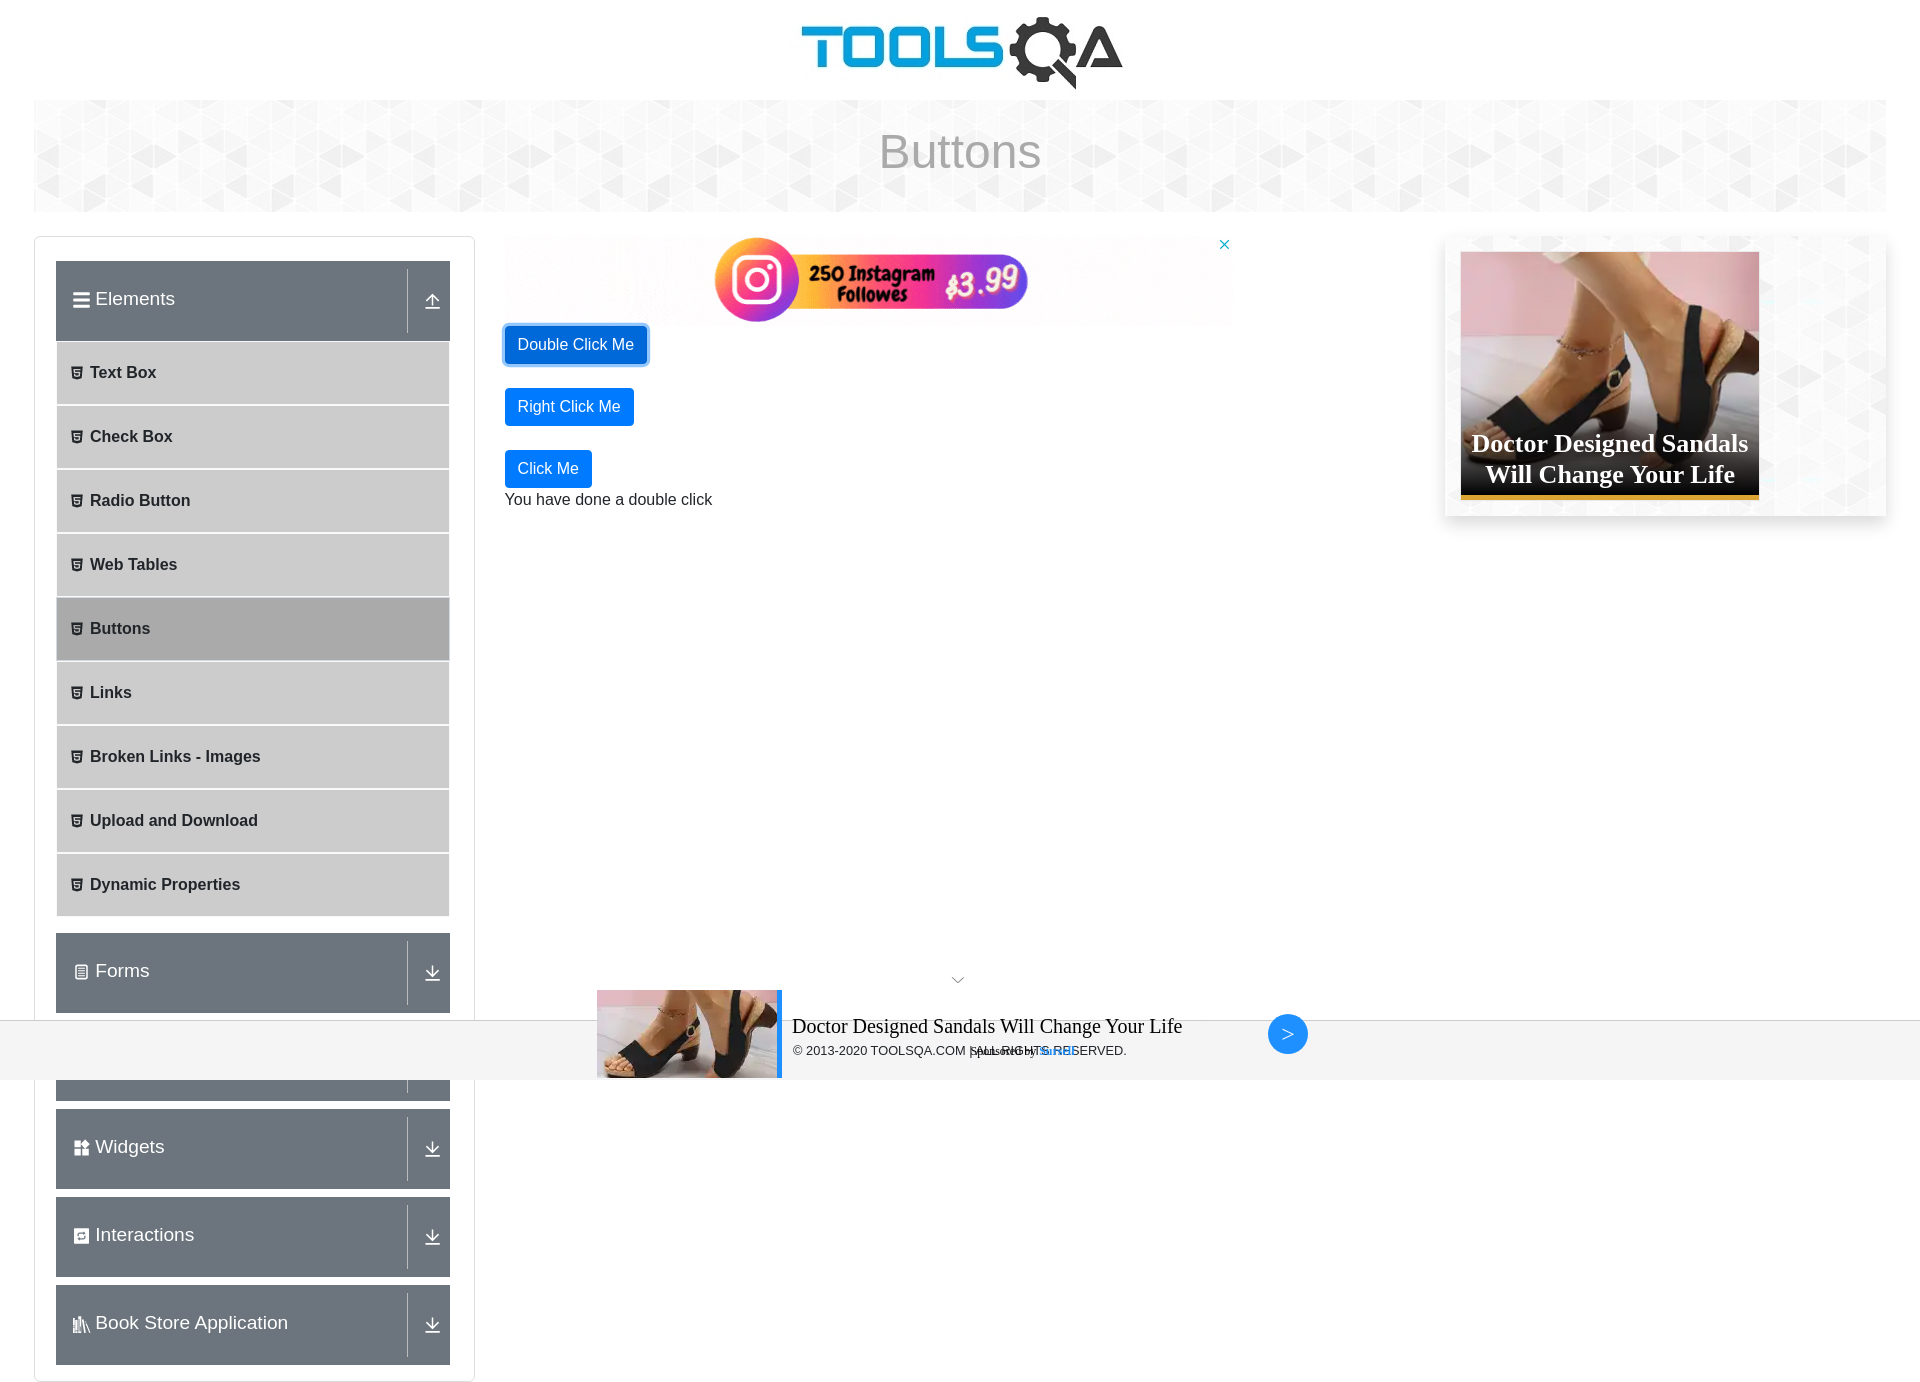 TOOLSQA
Buttons
Elements
Text Box
Check Box
Radio Button
Web Tables
Buttons
Links
Broken Links - Images
Upload and Download
Dynamic Properties
Forms
Widgets
Interactions
Book Store Application
250 Instagram
Followes
$3.99
Double Click Me
Right Click Me
Click Me
You have done a double click
Doctor Designed Sandals
Will Change Your Life
Doctor Designed Sandals Will Change Your Life
© 2013-2020 TOOLSQA.COM | ALL RIGHTS RESERVED.
Sponsored by
>